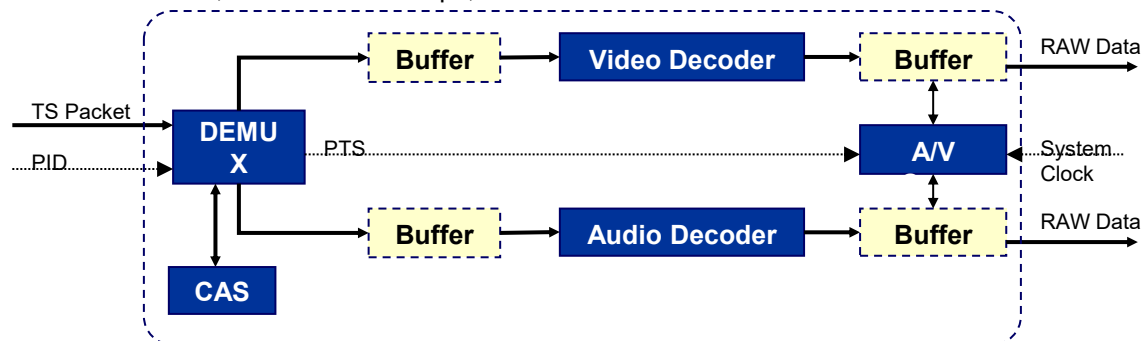 Buffer
Video Decoder
Buffer
RAW Data
TS Packet
DEMU
X
PTS
A/V
System
Clock
PID
Buffer
Audio Decoder
Buffer
RAW Data
CAS